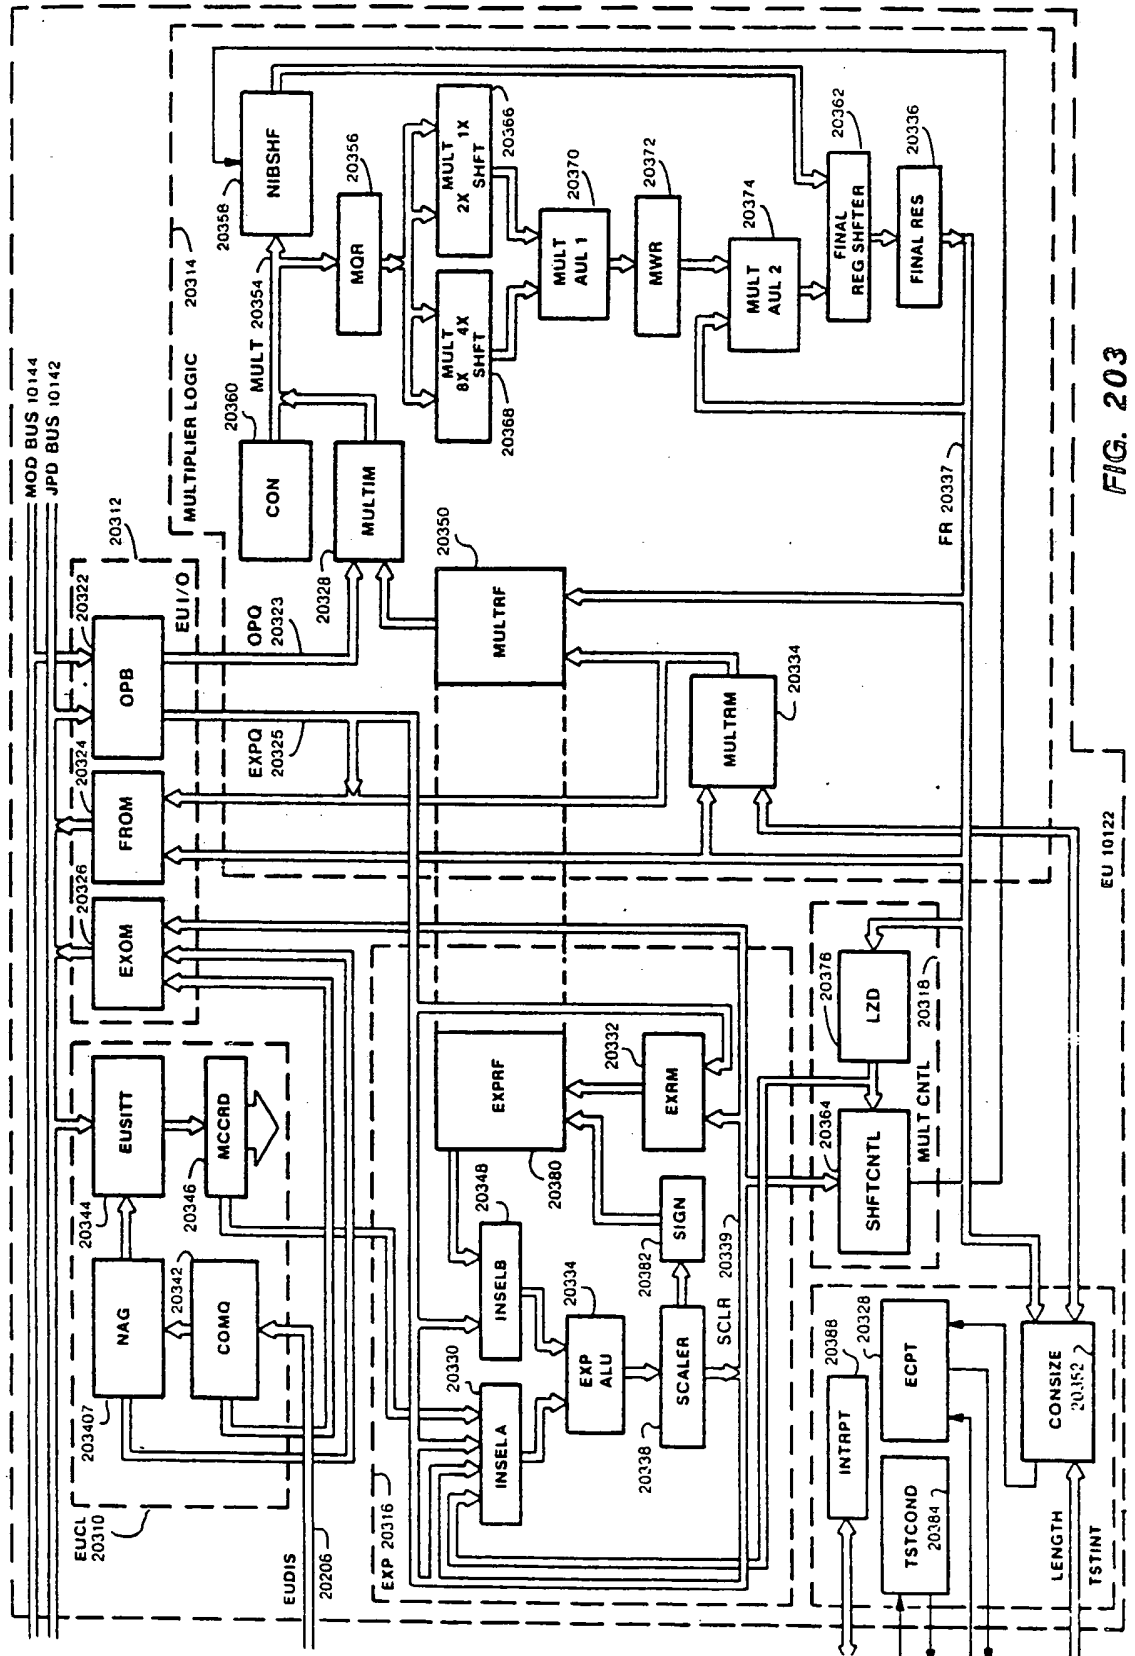 MOD BUS 10144
JPD BUS 10142
20312
EU I/O
20322
OPB
20324
FROM
20326
EXOM
OPQ
20323
EXPQ
20325
EUCL
20310
EUSITT
20344
MCCRD
20346
NAG
203407
COMQ
20342
EUDIS
20206
MULTIPLIER LOGIC
20314
CON
20360
MULT 20354
NIBSHF
20358
MULTIM
20328
MQR
20356
MULT 1X
2X SHFT
20366
MULT 4X
8X SHFT
20368
MULT
AUL 1
20370
MWR
20372
MULT
AUL 2
20374
FINAL
REG SHFTER
20362
FINAL RES
20336
FR 20337
MULTRF
20350
MULTRM
20334
EXP 20316
EXPRF
20380
EXRM
20332
INSELB
20348
INSELA
20330
EXP
ALU
20334
SCALER
20338
SIGN
20382
SCLR 20339
LZD
20376
SHFTCNTL
20364
MULT CNTL 20318
INTRPT
20388
ECPT
20328
TSTCOND
20384
CONSIZE
20352
LENGTH
TSTINT
EU 10122
FIG. 203